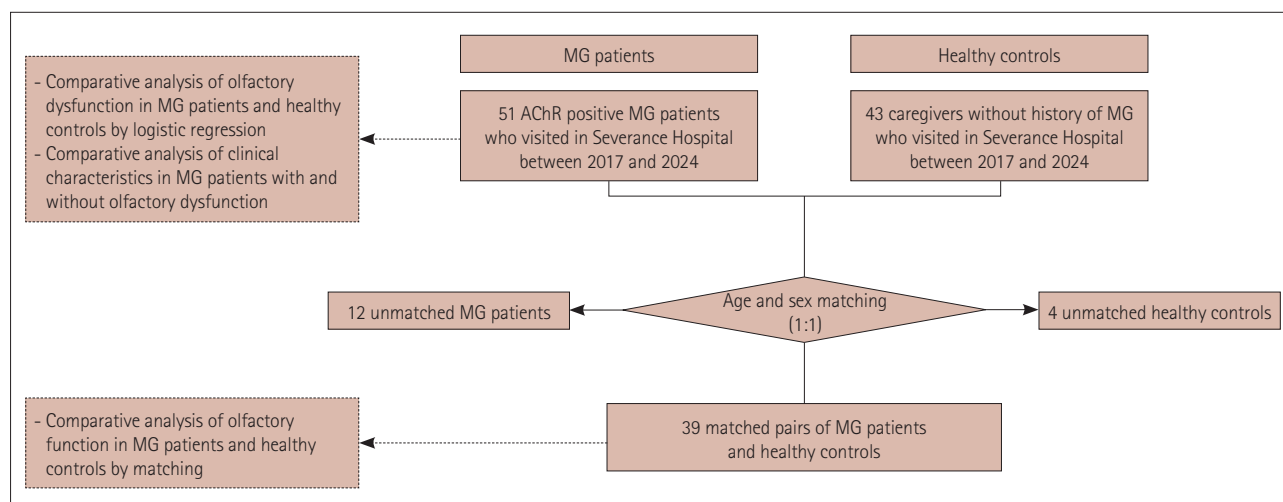 MG patients
Healthy controls
- Comparative analysis of olfactory
dysfunction in MG patients and healthy
controls by logistic regression
- Comparative analysis of clinical
characteristics in MG patients with and
without olfactory dysfunction
51 AChR positive MG patients
who visited in Severance Hospital
between 2017 and 2024
43 caregivers without history of MG
who visited in Severance Hospital
between 2017 and 2024
12 unmatched MG patients
Age and sex matching
(1:1)
4 unmatched healthy controls
- Comparative analysis of olfactory
function in MG patients and healthy
controls by matching
39 matched pairs of MG patients
and healthy controls